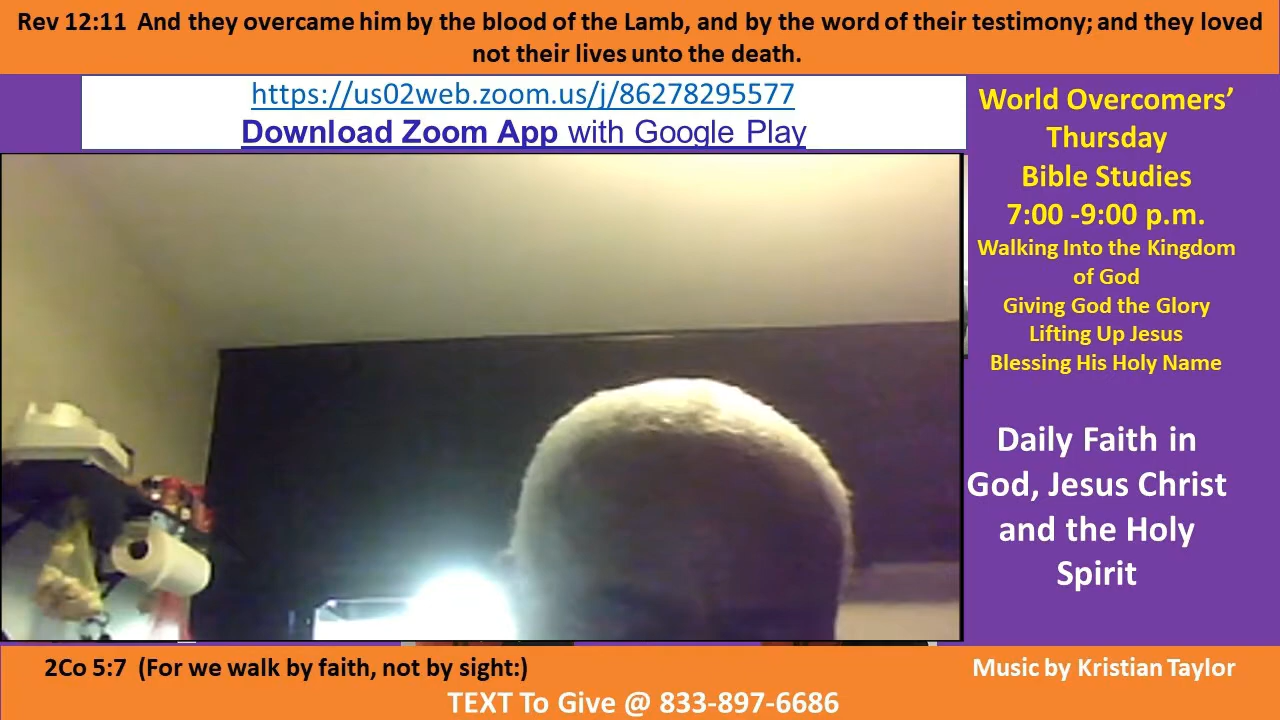 Rev 12:11  And they overcame him by the blood of the Lamb, and by the word of their testimony; and they loved
not their lives unto the death.
https://us02web.zoom.us/j/86278295577
Download Zoom App with Google Play
World Overcomers’
Thursday
Bible Studies
7:00 -9:00 p.m.
Walking Into the Kingdom
of God
Giving God the Glory
Lifting Up Jesus
Blessing His Holy Name
Daily Faith in
God, Jesus Christ
and the Holy
Spirit
2Co 5:7  (For we walk by faith, not by sight:)
Music by Kristian Taylor
TEXT To Give @ 833-897-6686